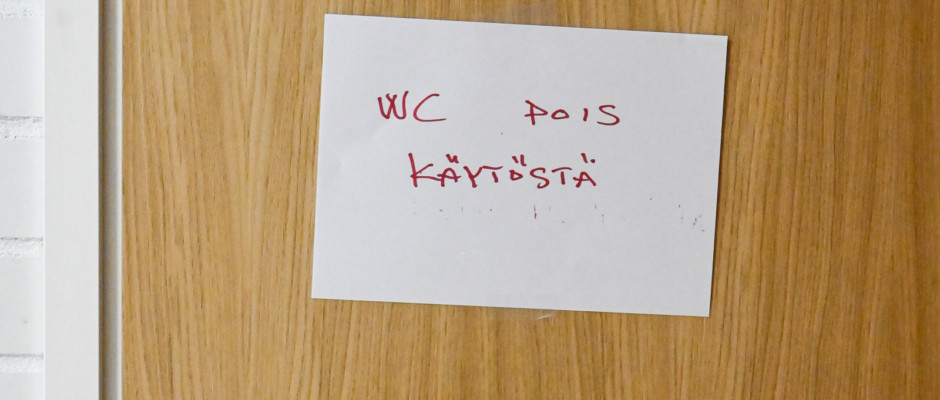 WC POIS
KÄYTÖSTÄ